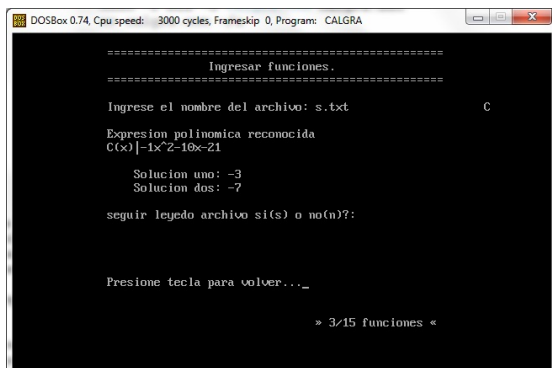 DOSBox 0.74, Cpu speed: 3000 cycles, Frameskip 0, Program: CALGRA
==================================================
Ingresar funciones.
==================================================
Ingrese el nombre del archivo: s.txt C
Expresion polinomica reconocida
C(x)|-1x^2-10x-21
Solucion uno: -3
Solucion dos: -7
seguir leyedo archivo si(s) o no(n)?:
Presione tecla para volver..._
» 3/15 funciones «